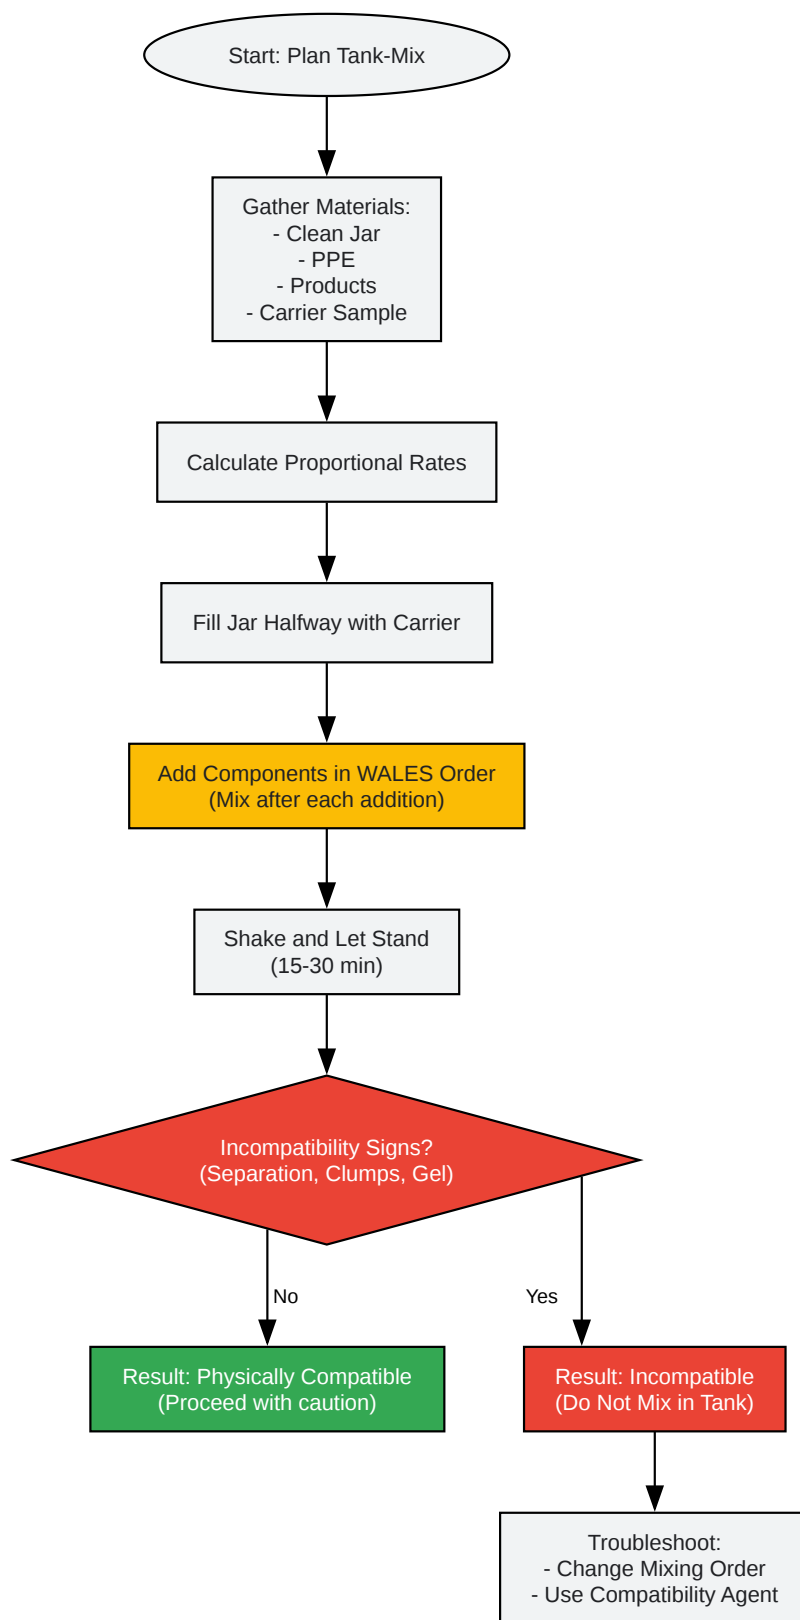 Start: Plan Tank-Mix
Gather Materials:
- Clean Jar
- PPE
- Products
- Carrier Sample
Calculate Proportional Rates
Fill Jar Halfway with Carrier
Add Components in WALES Order
(Mix after each addition)
Shake and Let Stand
(15-30 min)
Incompatibility Signs?
(Separation, Clumps, Gel)
No
Yes
Result: Physically Compatible
(Proceed with caution)
Result: Incompatible
(Do Not Mix in Tank)
Troubleshoot:
- Change Mixing Order
- Use Compatibility Agent